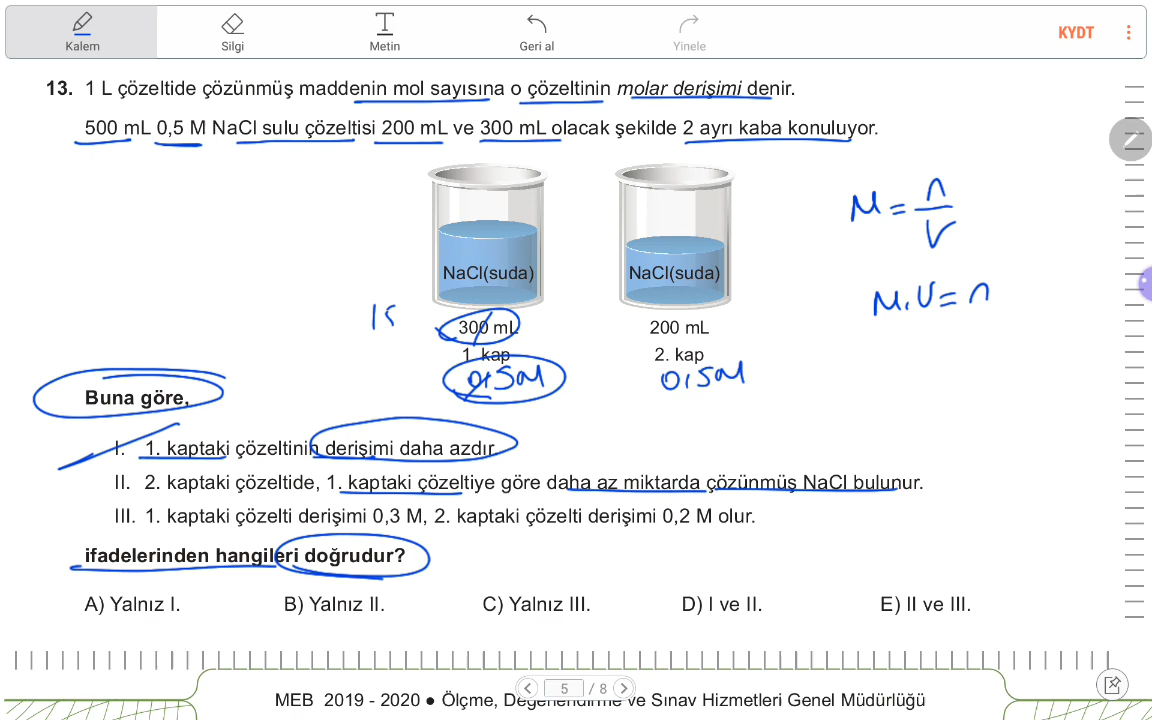 Kalem Silgi Metin Geri al Yinele KYDT
13. 1 L çözeltide çözünmüş maddenin mol sayısına o çözeltinin molar derişimi denir.
500 mL 0,5 M NaCl sulu çözeltisi 200 mL ve 300 mL olacak şekilde 2 ayrı kaba konuluyor.
M = n
V
M.V = n
NaCl(suda) NaCl(suda)
15 300 mL 200 mL
1. kap 2. kap
0,5M 0,5M
Buna göre,
I. 1. kaptaki çözeltinin derişimi daha azdır.
II. 2. kaptaki çözeltide, 1. kaptaki çözeltiye göre daha az miktarda çözünmüş NaCl bulunur.
III. 1. kaptaki çözelti derişimi 0,3 M, 2. kaptaki çözelti derişimi 0,2 M olur.
ifadelerinden hangileri doğrudur?
A) Yalnız I. B) Yalnız II. C) Yalnız III. D) I ve II. E) II ve III.
5 / 8
MEB 2019 - 2020 ● Ölçme, Değerlendirme ve Sınav Hizmetleri Genel Müdürlüğü